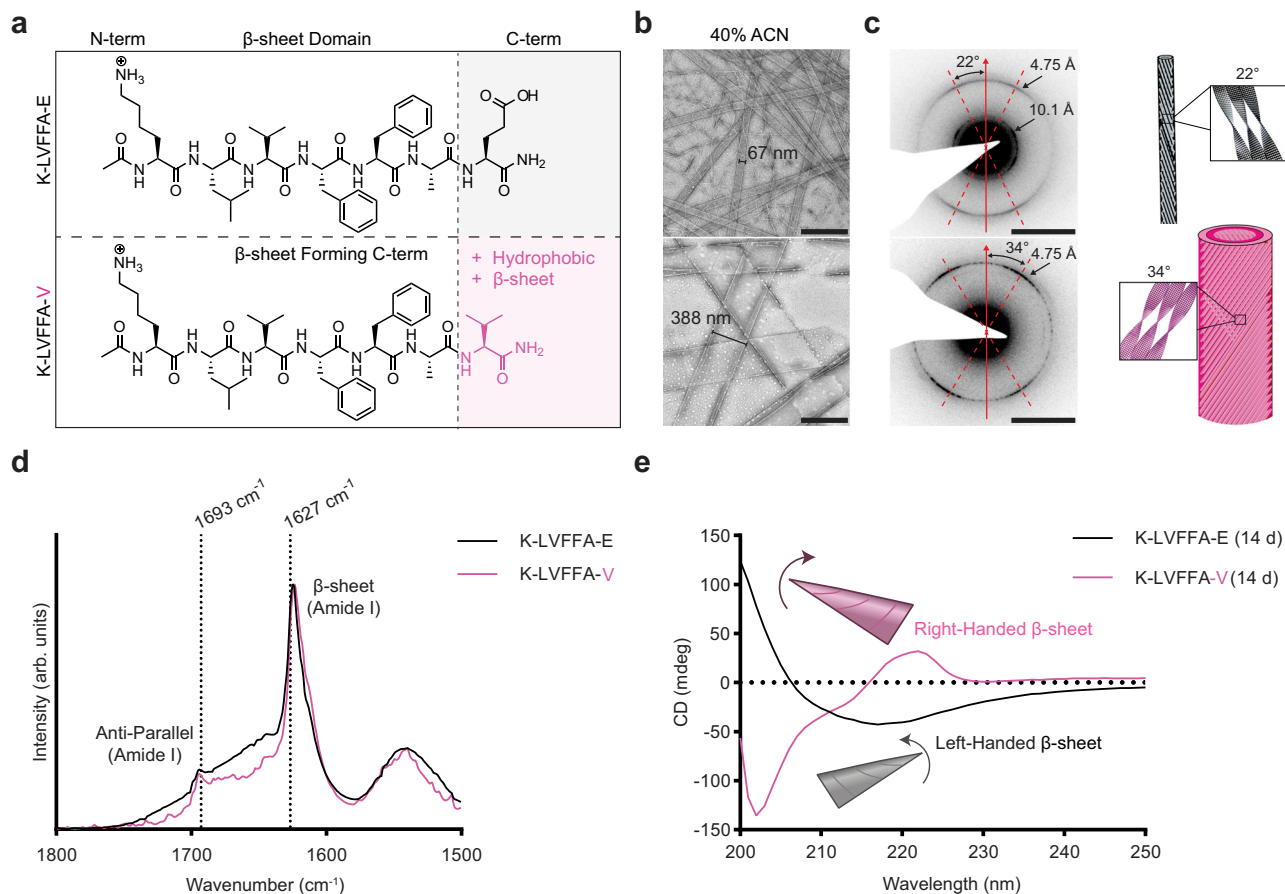 a
N-term
β-sheet Domain
C-term
K-LVFFA-E
⊕
NH3
O
H
N
OH
NH2
K-LVFFA-V
β-sheet Forming C-term
+ Hydrophobic
+ β-sheet
⊕
NH3
O
H
N
NH2
b
40% ACN
67 nm
388 nm
c
22°
4.75 Å
10.1 Å
22°
34°
4.75 Å
34°
d
1693 cm-1
1627 cm-1
K-LVFFA-E
K-LVFFA-V
β-sheet
(Amide I)
Anti-Parallel
(Amide I)
Intensity (arb. units)
1800
1700
1600
1500
Wavenumber (cm-1)
e
150
100
50
0
-50
-100
-150
CD (mdeg)
K-LVFFA-E (14 d)
K-LVFFA-V (14 d)
Right-Handed β-sheet
Left-Handed β-sheet
200
210
220
230
240
250
Wavelength (nm)